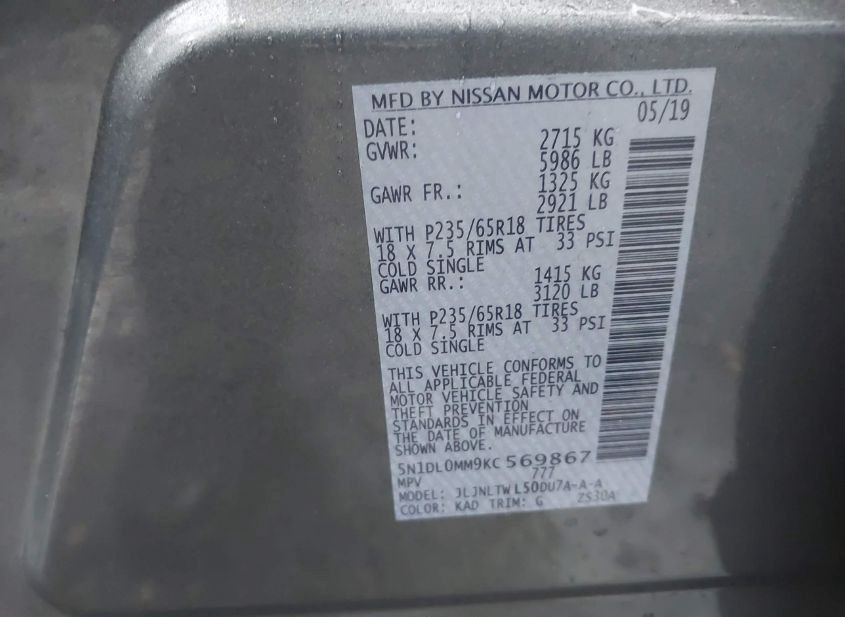 MFD BY NISSAN MOTOR CO., LTD.
DATE: 05/19
GVWR: 2715 KG
5986 LB
GAWR FR.: 1325 KG
2921 LB
WITH P235/65R18 TIRES
18 X 7.5 RIMS AT 33 PSI
COLD SINGLE
GAWR RR.: 1415 KG
3120 LB
WITH P235/65R18 TIRES
18 X 7.5 RIMS AT 33 PSI
COLD SINGLE
THIS VEHICLE CONFORMS TO
ALL APPLICABLE FEDERAL
MOTOR VEHICLE SAFETY AND
THEFT PREVENTION
STANDARDS IN EFFECT ON
THE DATE OF MANUFACTURE
SHOWN ABOVE.
5N1DL0MM9KC569867
MPV 777
MODEL: JLJNLTWL50DU7A-A-A
COLOR: KAD TRIM: G ZS30A